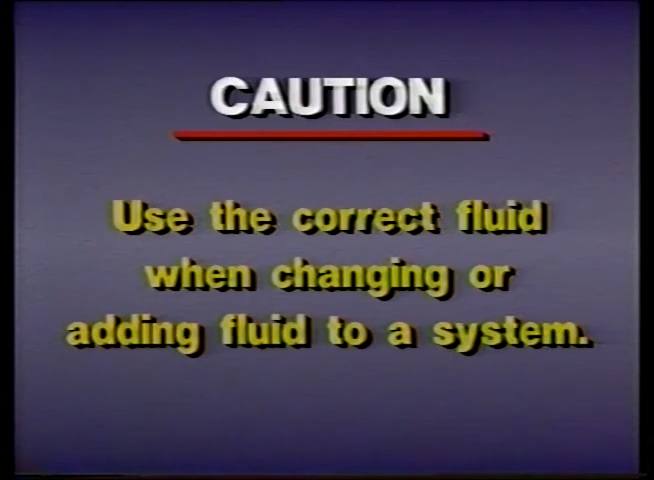 CAUTION
Use the correct fluid
when changing or
adding fluid to a system.